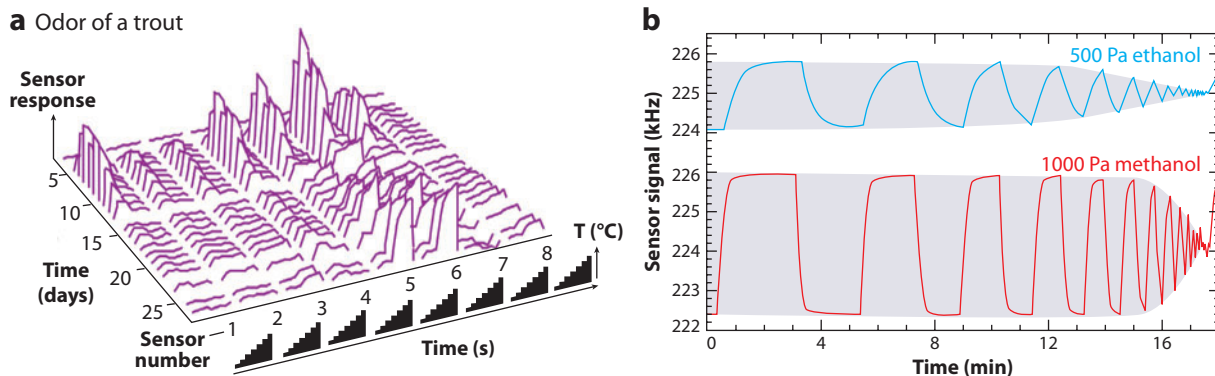 a Odor of a trout
Sensor
response
5
10
15
20
25
Time
(days)
Sensor
number
1 2 3 4 5 6 7 8
T (°C)
Time (s)
b
226
225
224
500 Pa ethanol
1000 Pa methanol
226
225
224
223
222
Sensor signal (kHz)
0 4 8 12 16
Time (min)